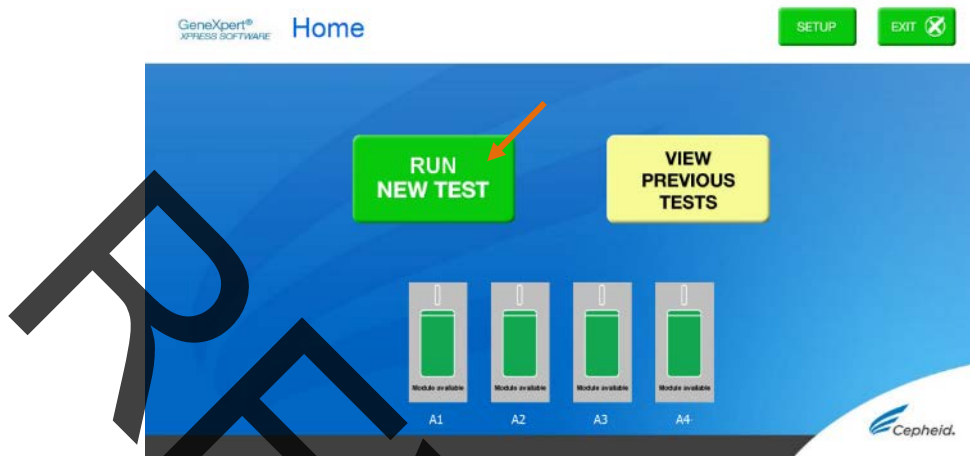 GeneXpert®
XPRESS SOFTWARE
Home
SETUP
EXIT
RUN
NEW TEST
VIEW
PREVIOUS
TESTS
Module available
Module available
Module available
Module available
A1
A2
A3
A4
Cepheid.